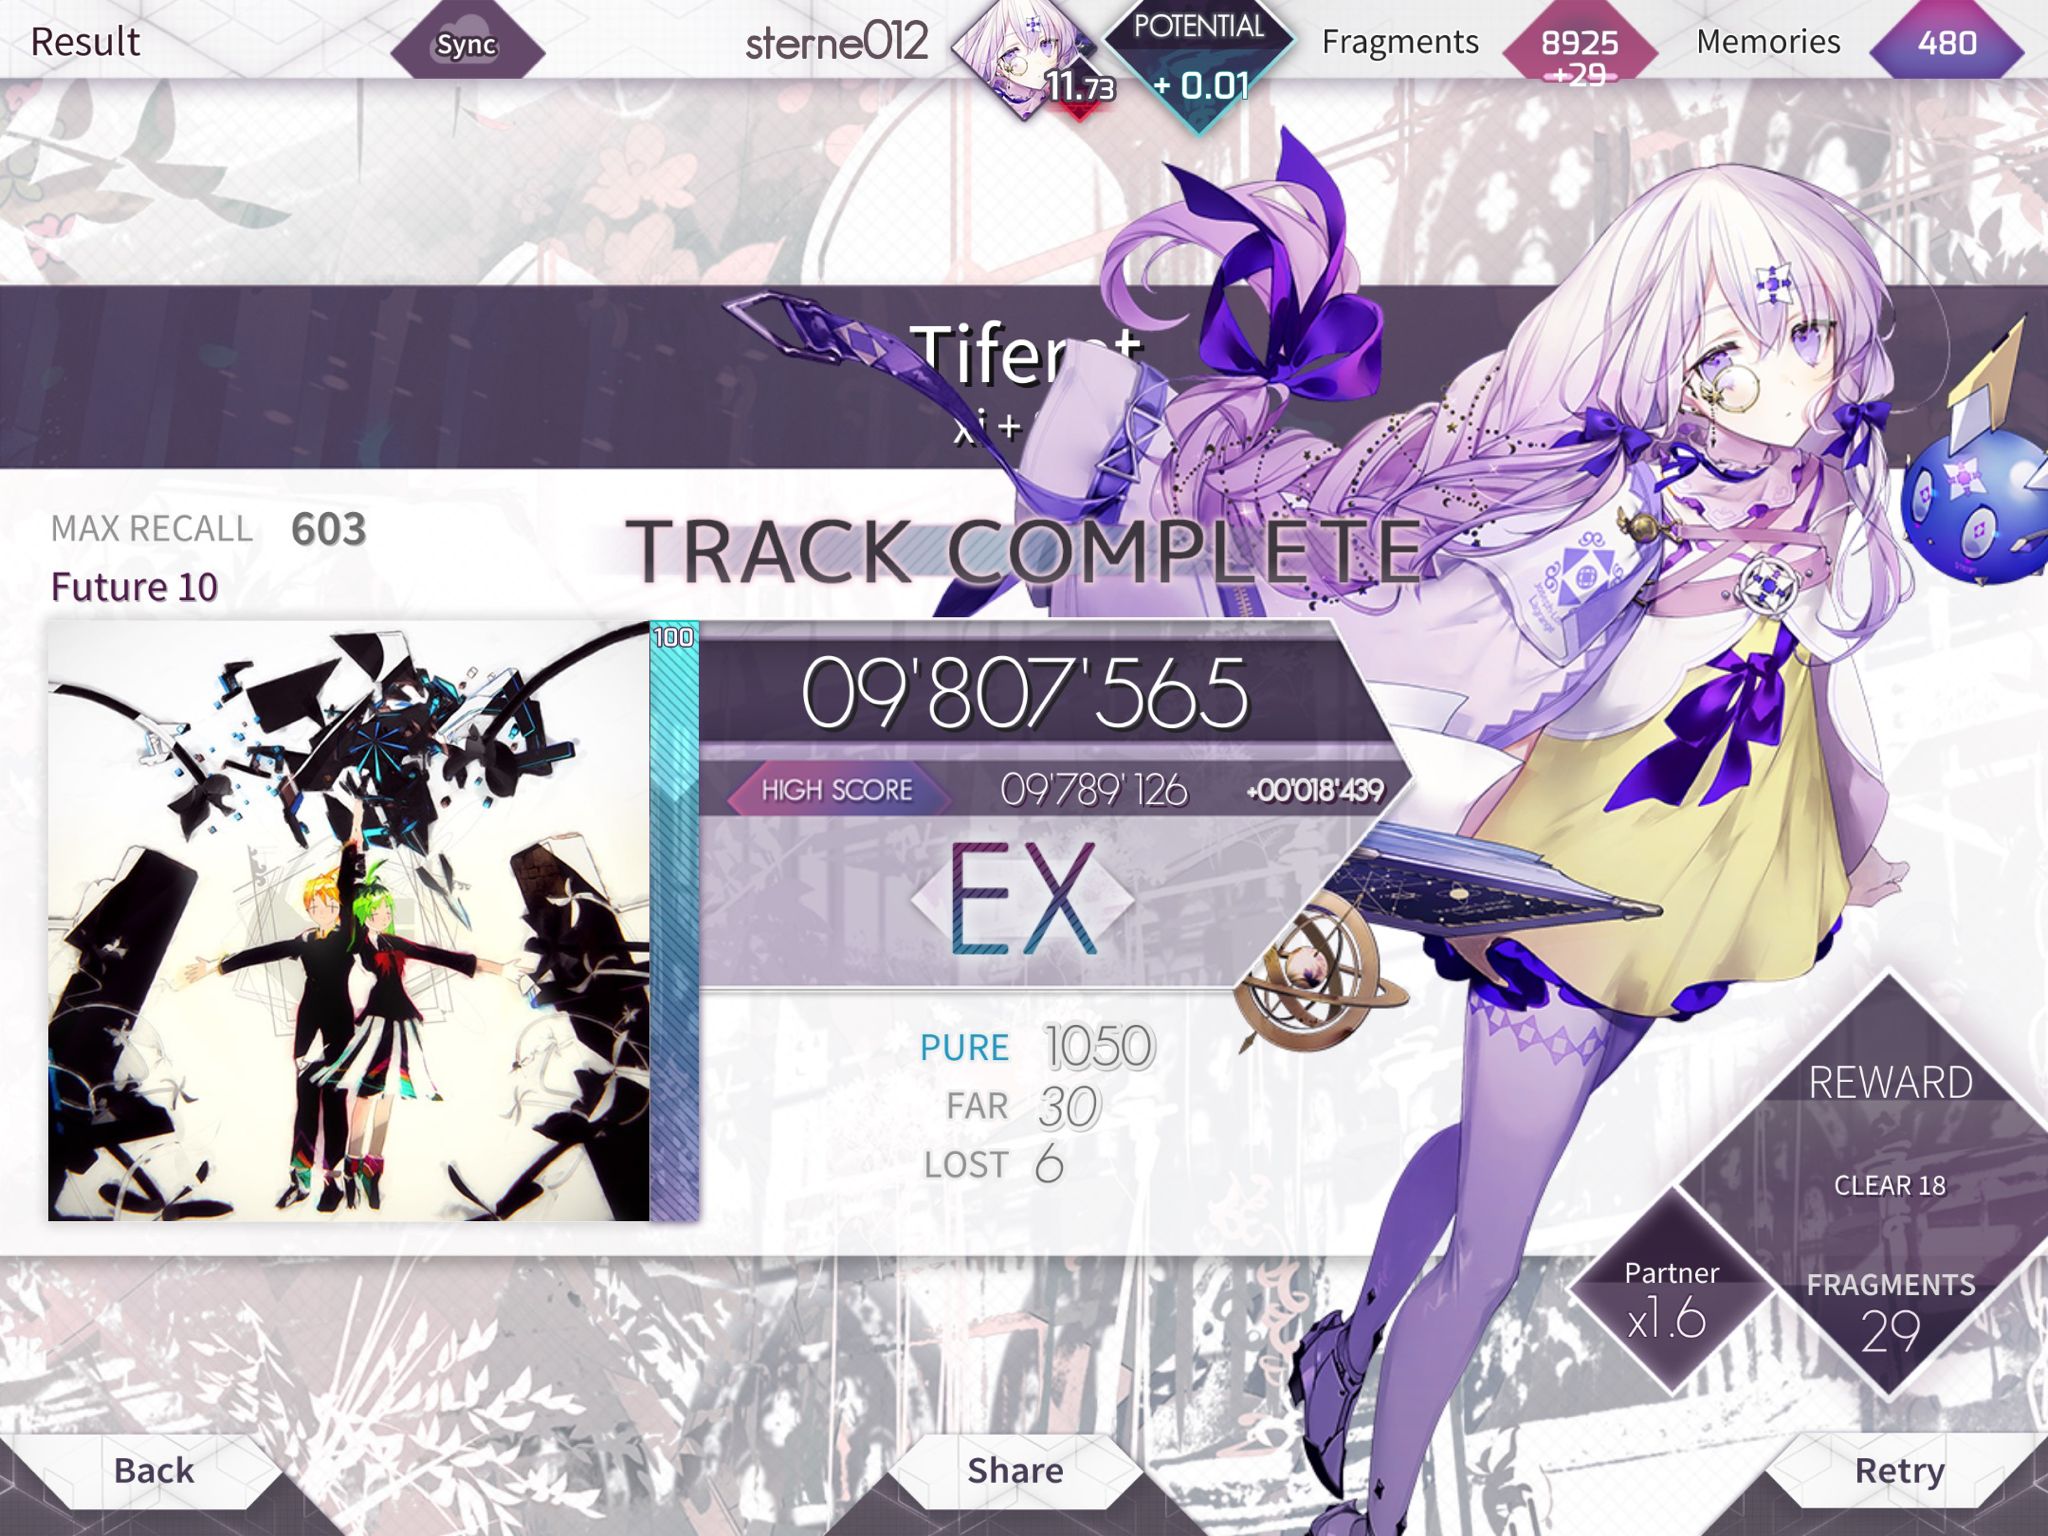 Result
Sync
sterne012
11.73
POTENTIAL
+ 0.01
Fragments
8925
+29
Memories
480
xi +
MAX RECALL 603
Future 10
TRACK COMPLETE
100
09'807'565
HIGH SCORE 09'789'126 +00'018'439
EX
PURE 1050
FAR 30
LOST 6
REWARD
CLEAR 18
Partner
x1.6
FRAGMENTS
29
Back
Share
Retry